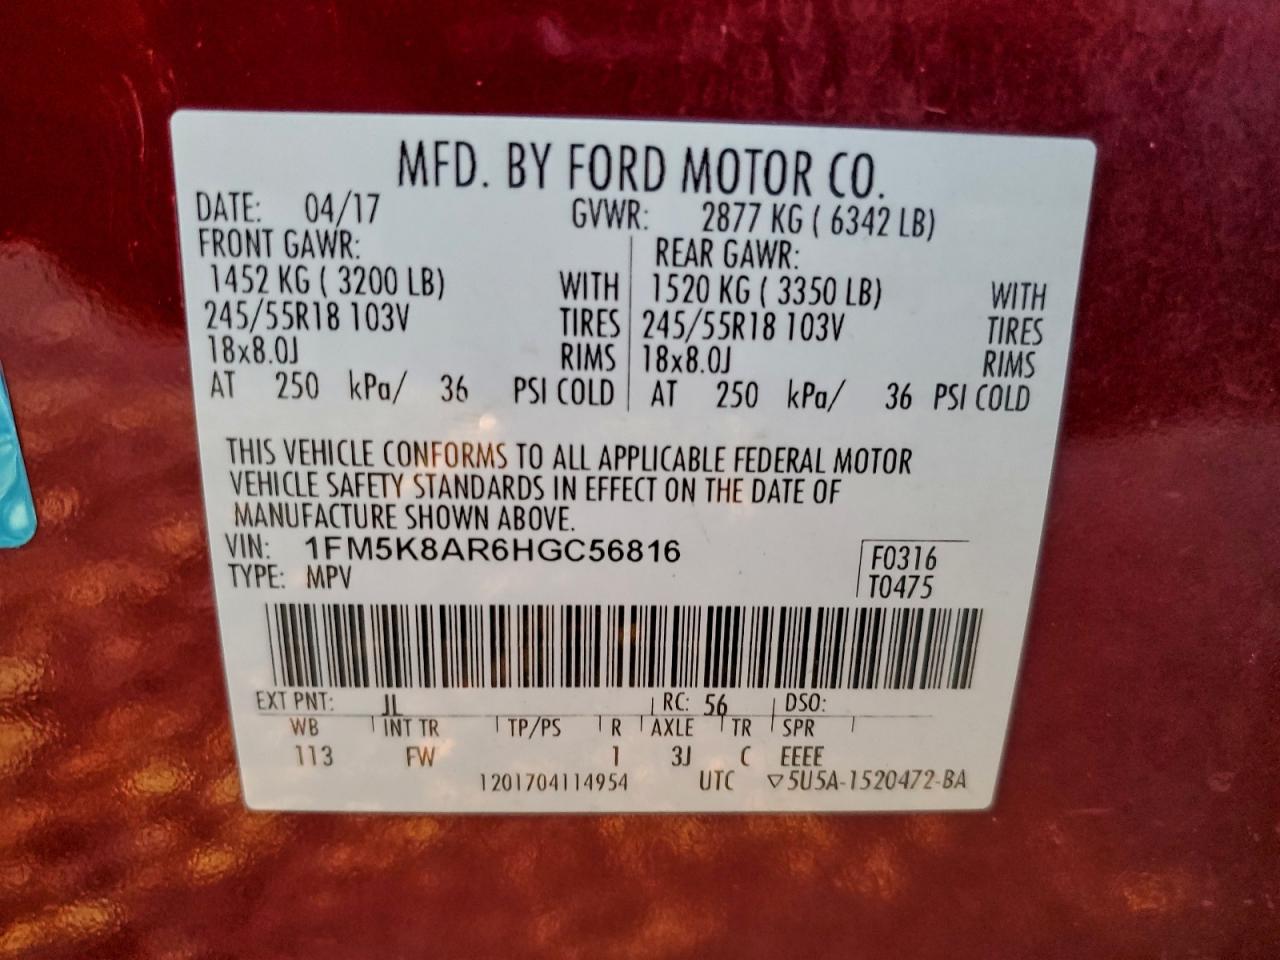 MFD. BY FORD MOTOR CO.
DATE: 04/17 GVWR: 2877 KG ( 6342 LB)
FRONT GAWR: REAR GAWR:
1452 KG ( 3200 LB) WITH 1520 KG ( 3350 LB) WITH
245/55R18 103V TIRES 245/55R18 103V TIRES
18x8.0J RIMS 18x8.0J RIMS
AT 250 kPa/ 36 PSI COLD AT 250 kPa/ 36 PSI COLD
THIS VEHICLE CONFORMS TO ALL APPLICABLE FEDERAL MOTOR
VEHICLE SAFETY STANDARDS IN EFFECT ON THE DATE OF
MANUFACTURE SHOWN ABOVE.
VIN: 1FM5K8AR6HGC56816 F0316
TYPE: MPV T0475
EXT PNT: JL RC: 56 DSO:
WB INT TR TP/PS R AXLE TR SPR
113 FW 1 3J C EEEE
1201704114954 UTC ▽5U5A-1520472-BA